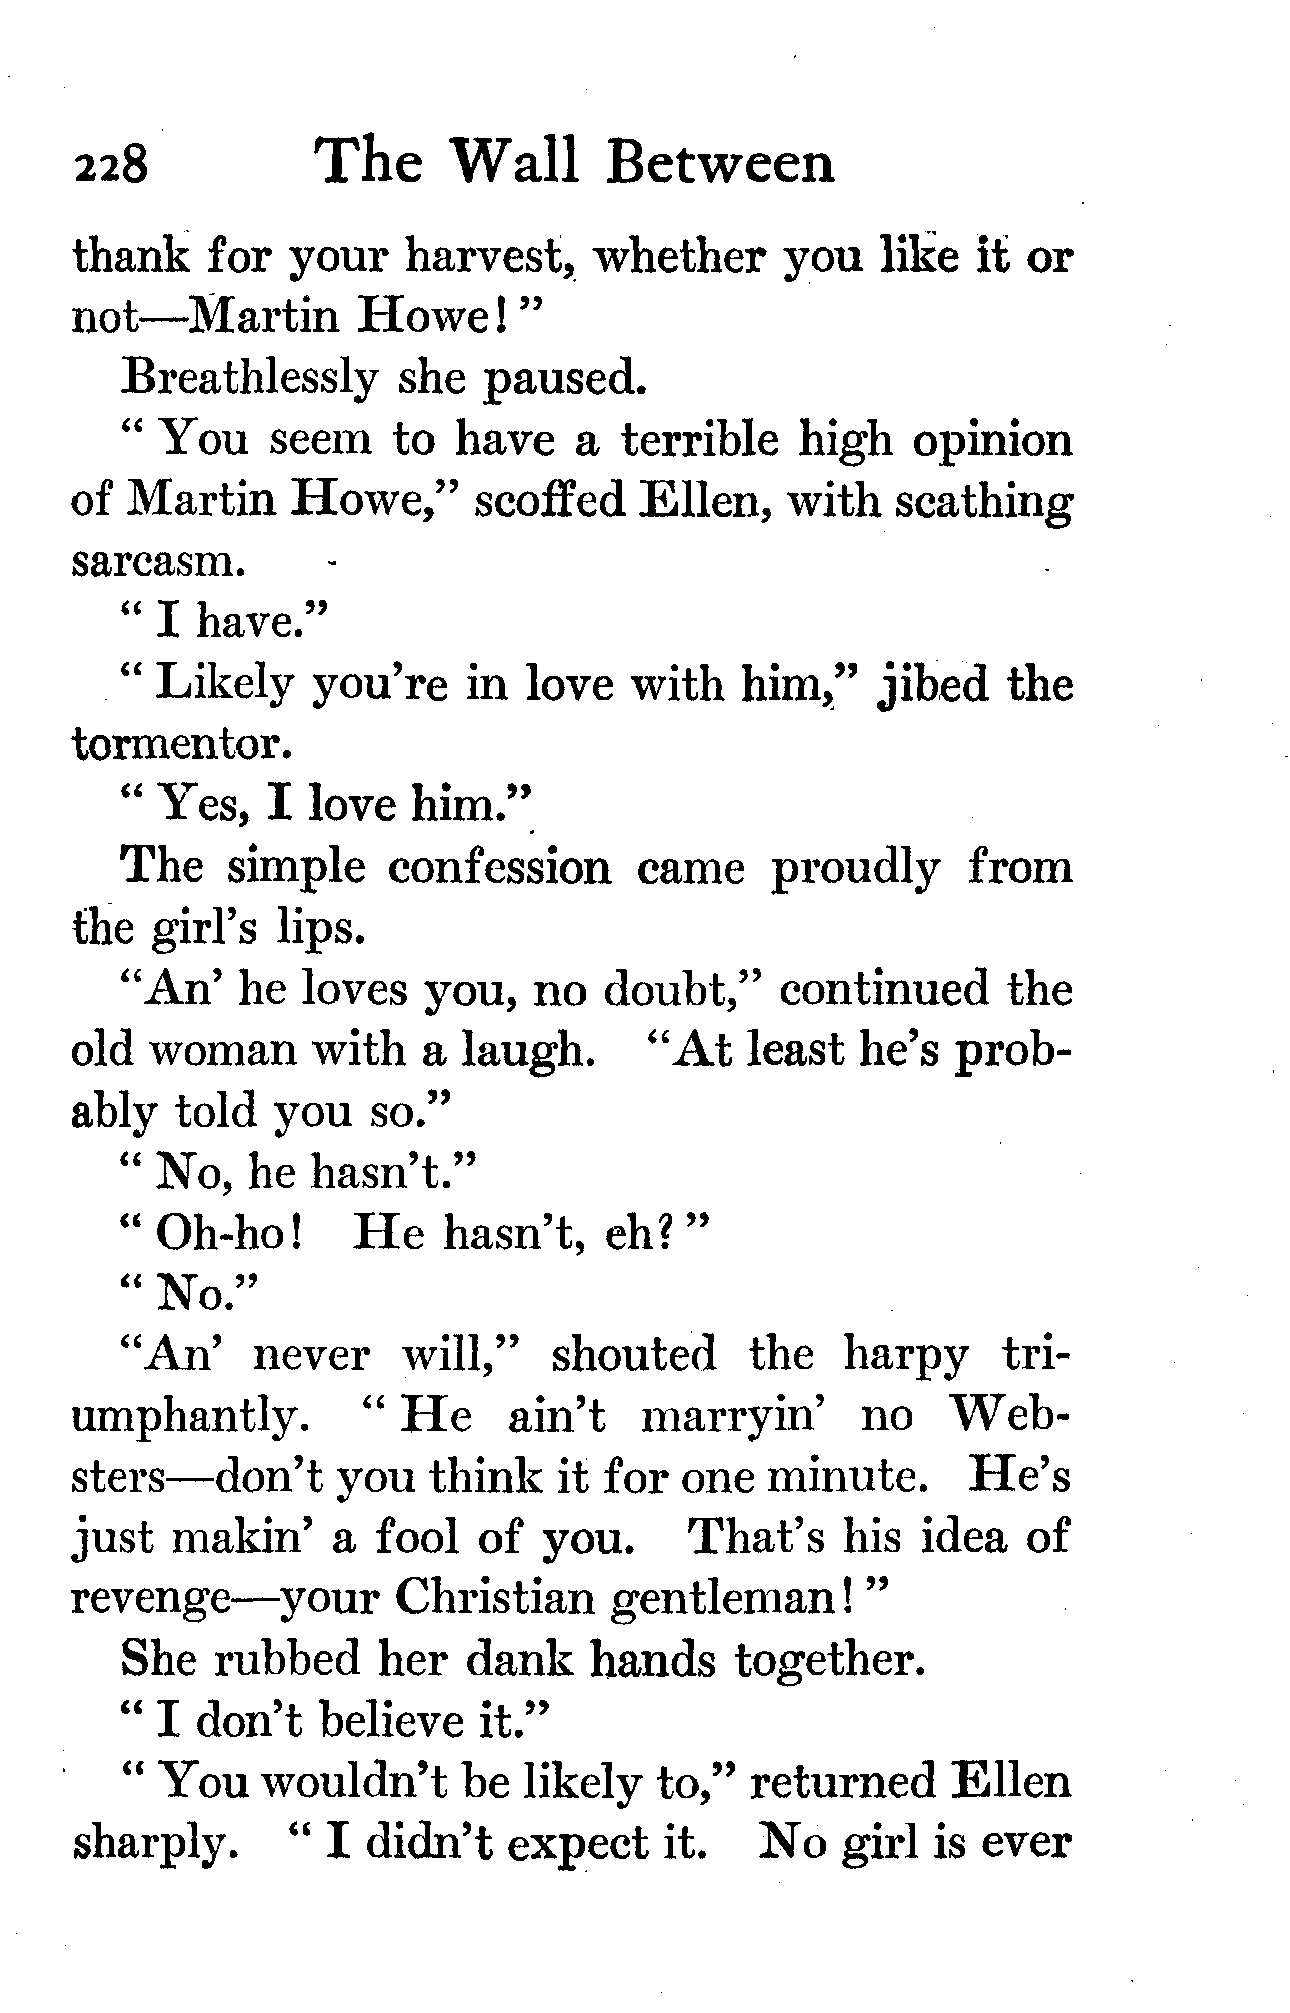 228 The Wall Between
thank for your harvest, whether you like it or
not—Martin Howe!"
Breathlessly she paused.
"You seem to have a terrible high opinion
of Martin Howe," scoffed Ellen, with scathing
sarcasm.
"I have."
"Likely you're in love with him," jibed the
tormentor.
"Yes, I love him."
The simple confession came proudly from
the girl's lips.
"An' he loves you, no doubt," continued the
old woman with a laugh. "At least he's prob-
ably told you so."
"No, he hasn't."
"Oh-ho! He hasn't, eh?"
"No."
"An' never will," shouted the harpy tri-
umphantly. "He ain't marryin' no Web-
sters—don't you think it for one minute. He's
just makin' a fool of you. That's his idea of
revenge—your Christian gentleman!"
She rubbed her dank hands together.
"I don't believe it."
"You wouldn't be likely to," returned Ellen
sharply. "I didn't expect it. No girl is ever